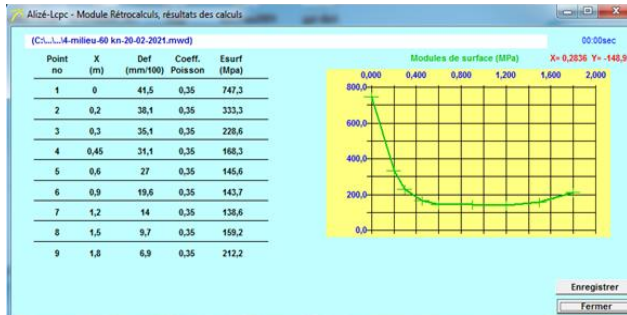 Alizé-Lcpc - Module Rétrocalculs, résultats des calculs
(C:\...\...\4-milieu-60 kn-20-02-2021.mwd)
00:00sec
Point no X (m) Def (mm/100) Coeff. Poisson Esurf (Mpa)
1 0 41,5 0,35 747,3
2 0,2 38,1 0,35 333,3
3 0,3 35,1 0,35 228,6
4 0,45 31,1 0,35 168,3
5 0,6 27 0,35 145,6
6 0,9 19,6 0,35 143,7
7 1,2 14 0,35 138,6
8 1,5 9,7 0,35 159,2
9 1,8 6,9 0,35 212,2
Modules de surface (MPa) X= 0,2836 Y= -148,9
0,000 0,400 0,800 1,200 1,600 2,000
800,0
600,0
400,0
200,0
0,0
Enregistrer
Fermer